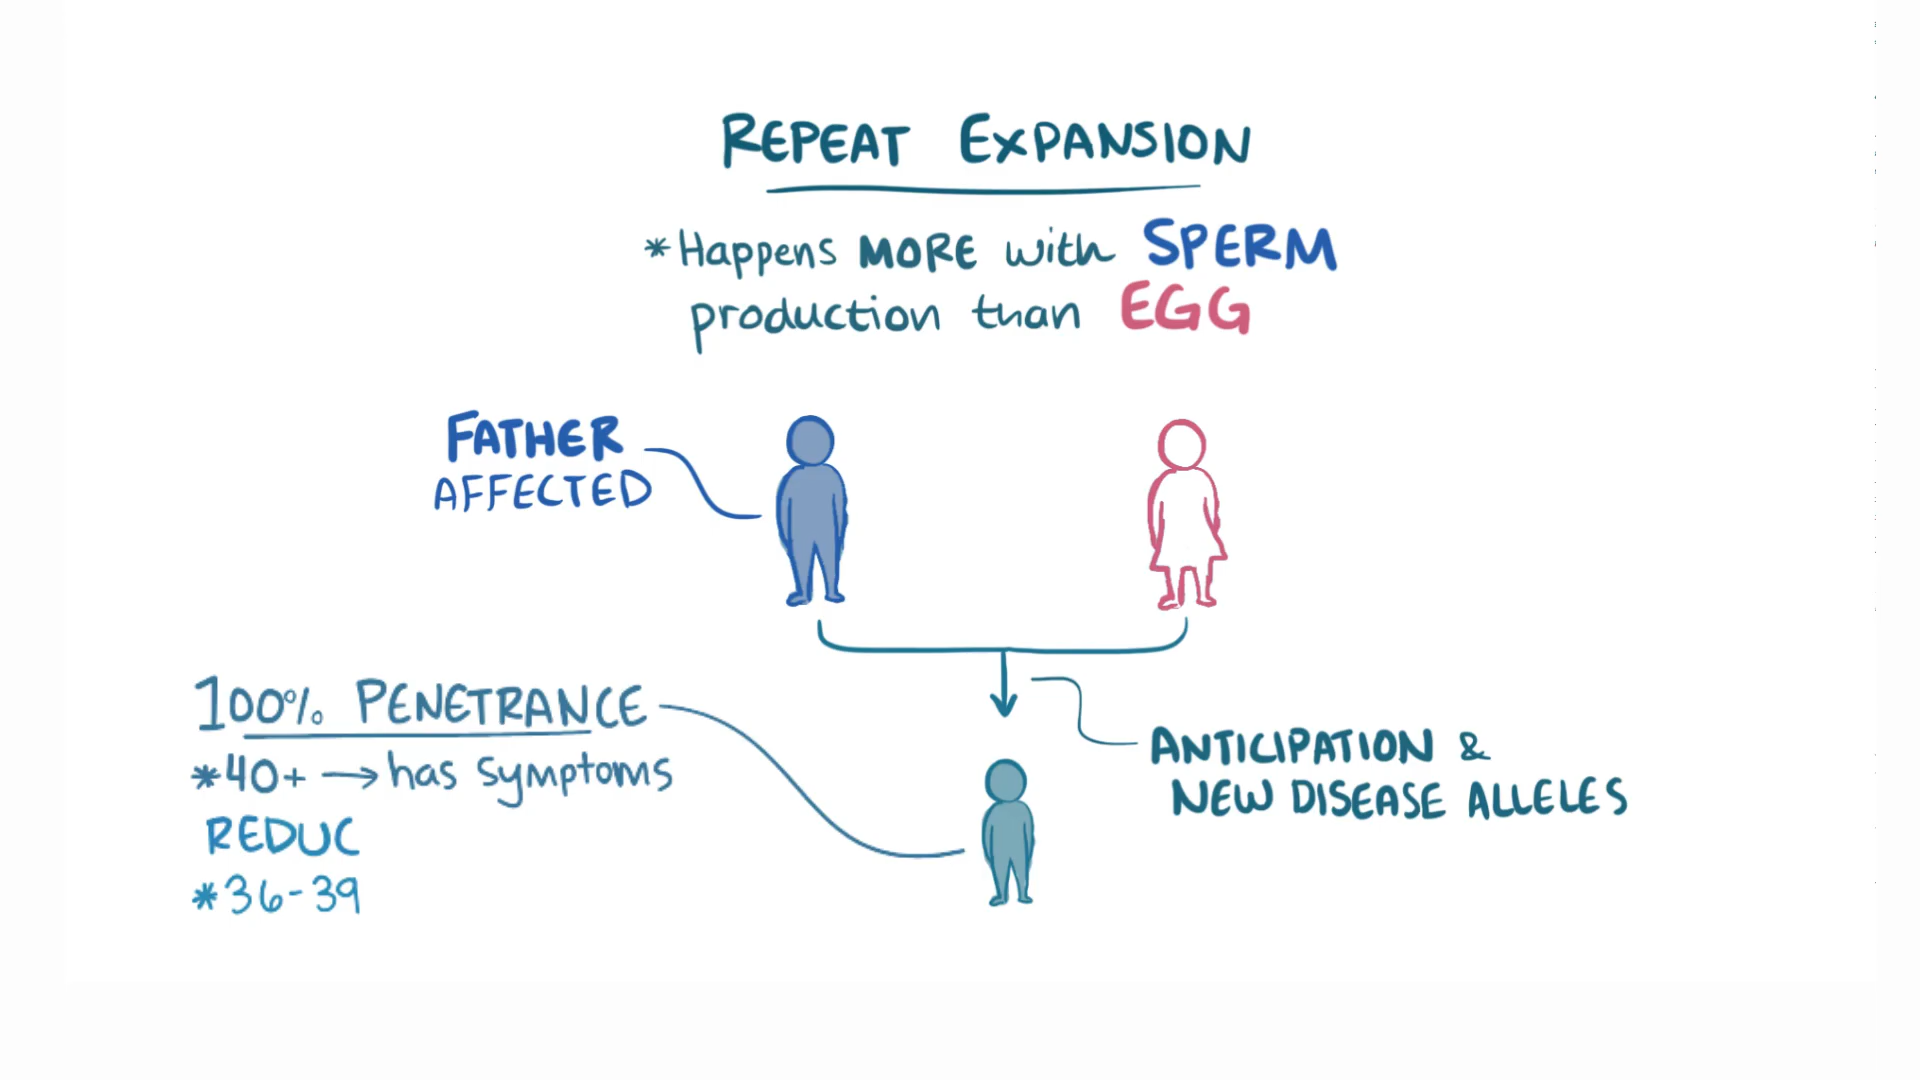 REPEAT EXPANSION
*Happens MORE with SPERM
production than EGG
FATHER
AFFECTED
100% PENETRANCE
*40+ → has symptoms
REDUC
*36-39
ANTICIPATION &
NEW DISEASE ALLELES